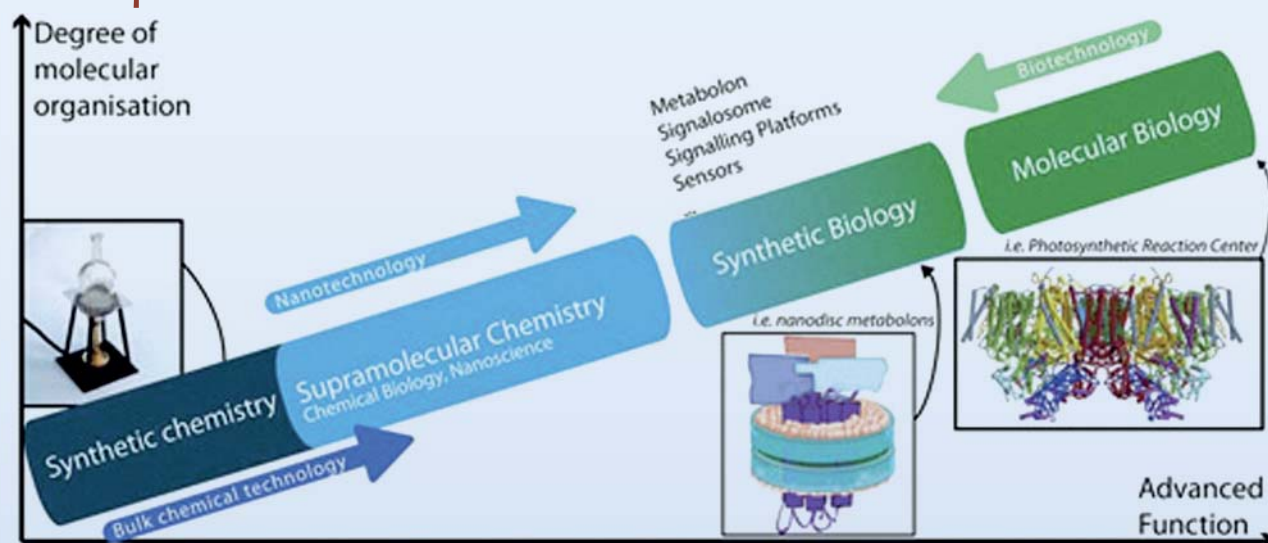 Degree of
molecular
organisation
Biotechnology
Metabolon
Signalosome
Signalling Platforms
Sensors
...
Molecular Biology
Synthetic Biology
i.e. Photosynthetic Reaction Center
Nanotechnology
Supramolecular Chemistry
Chemical Biology, Nanoscience
i.e. nanodisc metabolons
Synthetic chemistry
Bulk chemical technology
Advanced
Function